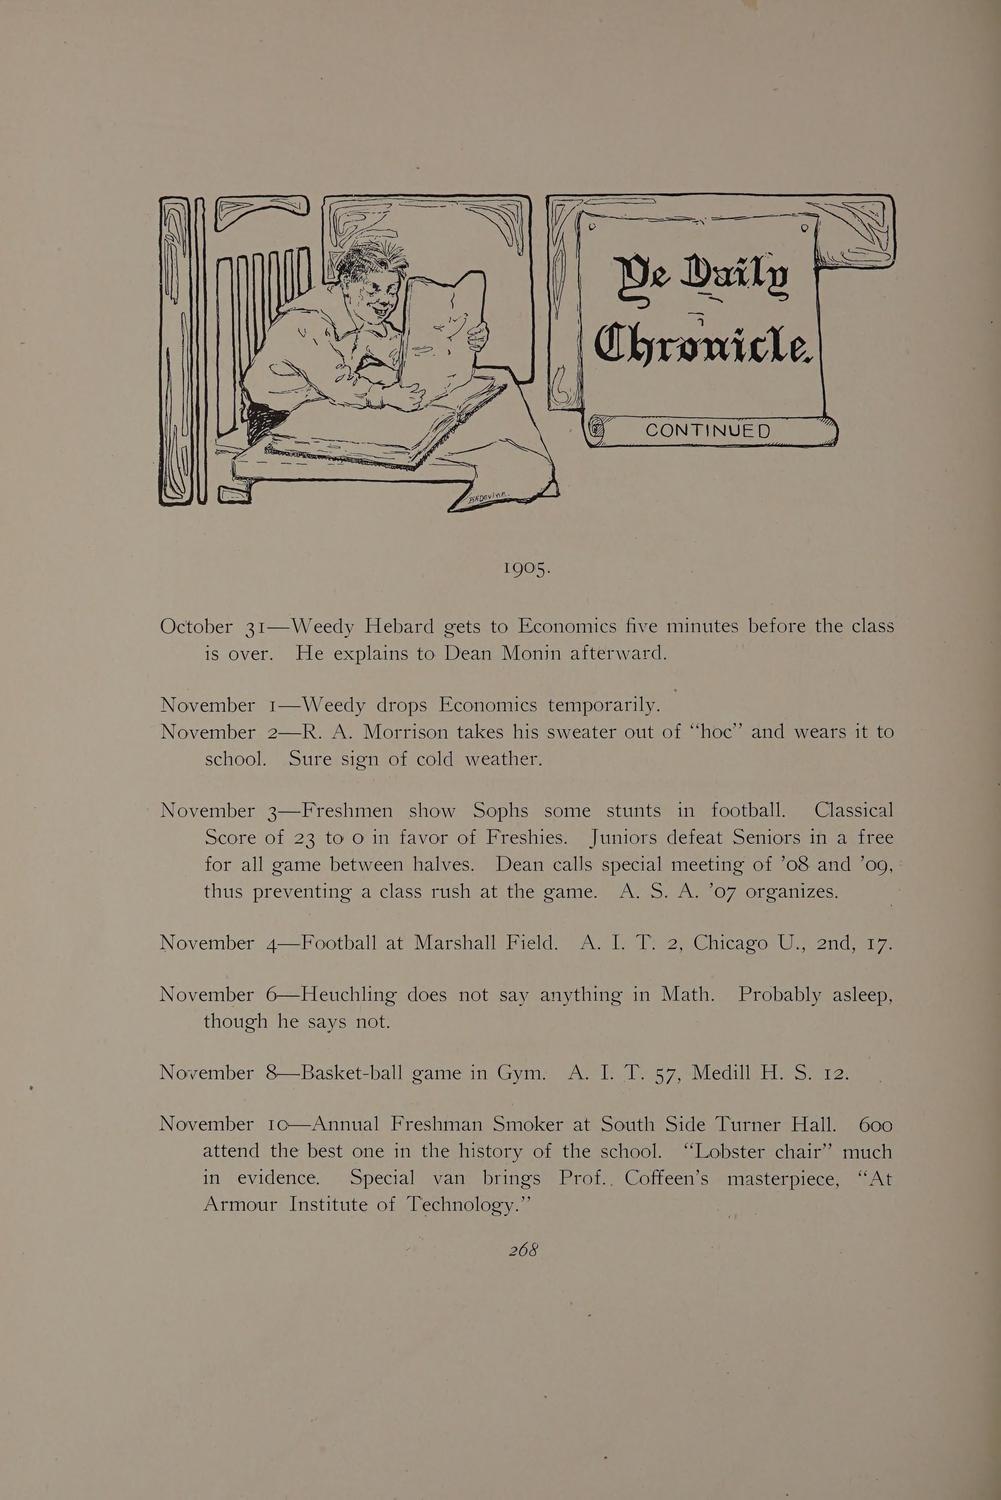 Ye Daily
Chronicle.
CONTINUED
1905.
October 31—Weedy Hebard gets to Economics five minutes before the class
is over. He explains to Dean Monin afterward.
November 1—Weedy drops Economics temporarily.
November 2—R. A. Morrison takes his sweater out of “hoc” and wears it to
school. Sure sign of cold weather.
November 3—Freshmen show Sophs some stunts in football. Classical
Score of 23 to 0 in favor of Freshies. Juniors defeat Seniors in a free
for all game between halves. Dean calls special meeting of ’08 and ’09,
thus preventing a class rush at the game. A. S. A. ’07 organizes.
November 4—Football at Marshall Field. A. I. T. 2, Chicago U., 2nd, 17.
November 6—Heuchling does not say anything in Math. Probably asleep,
though he says not.
November 8—Basket-ball game in Gym. A. I. T. 57, Medill H. S. 12.
November 10—Annual Freshman Smoker at South Side Turner Hall. 600
attend the best one in the history of the school. “Lobster chair” much
in evidence. Special van brings Prof. Coffeen’s masterpiece, “At
Armour Institute of Technology.”
268